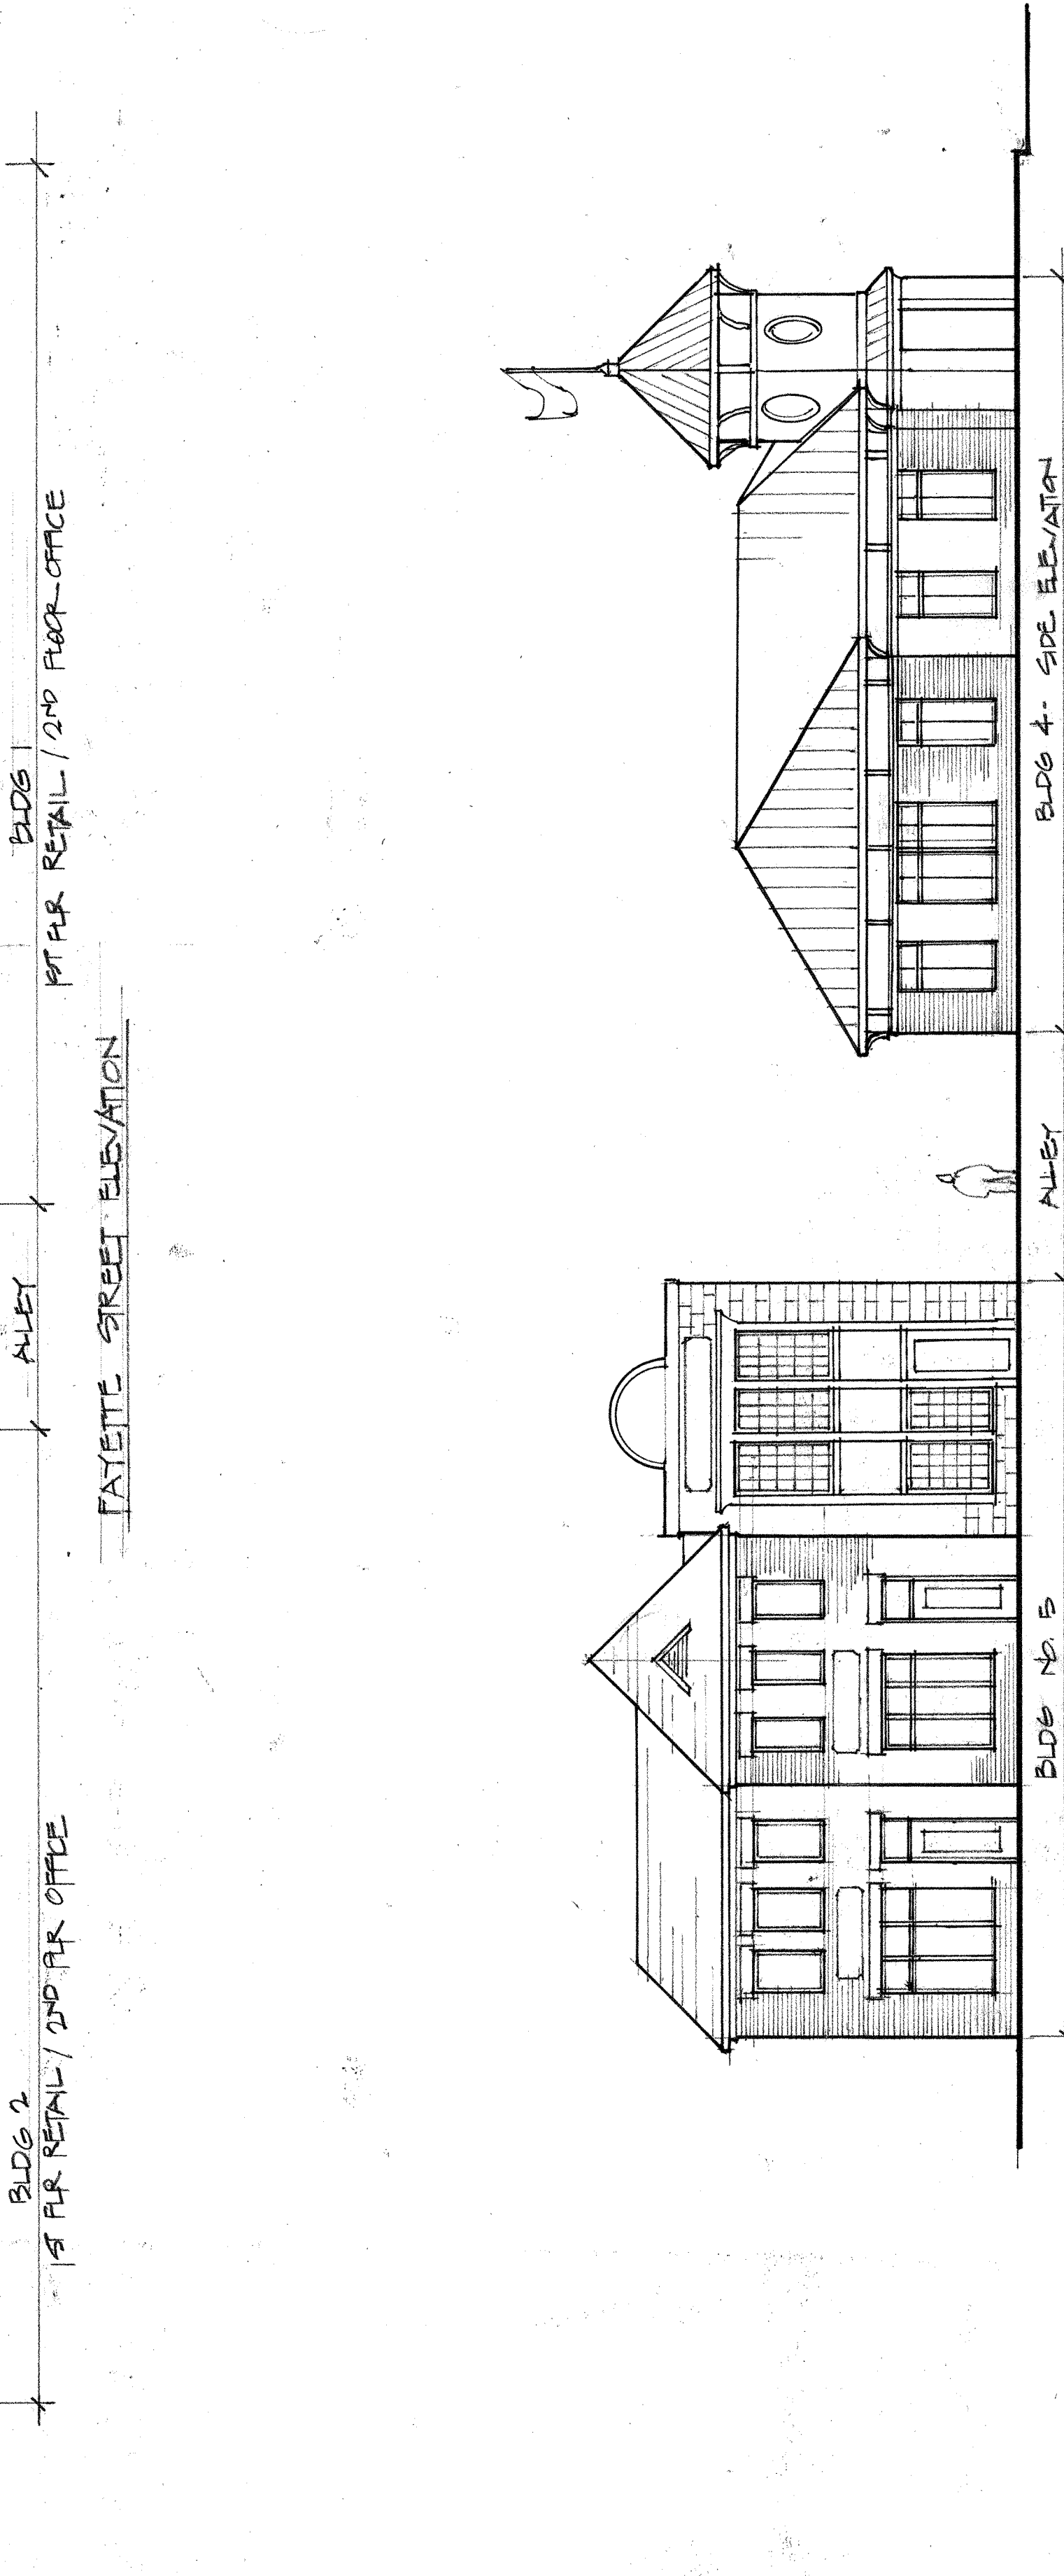 BLDG 2
ALLEY
BLDG 1
1ST FLR RETAIL / 2ND FLR OFFICE
1ST FLR RETAIL / 2ND FLOOR OFFICE
FAYETTE STREET ELEVATION
BLDG NO. 5
ALLEY
BLDG 4 - SIDE ELEVATION